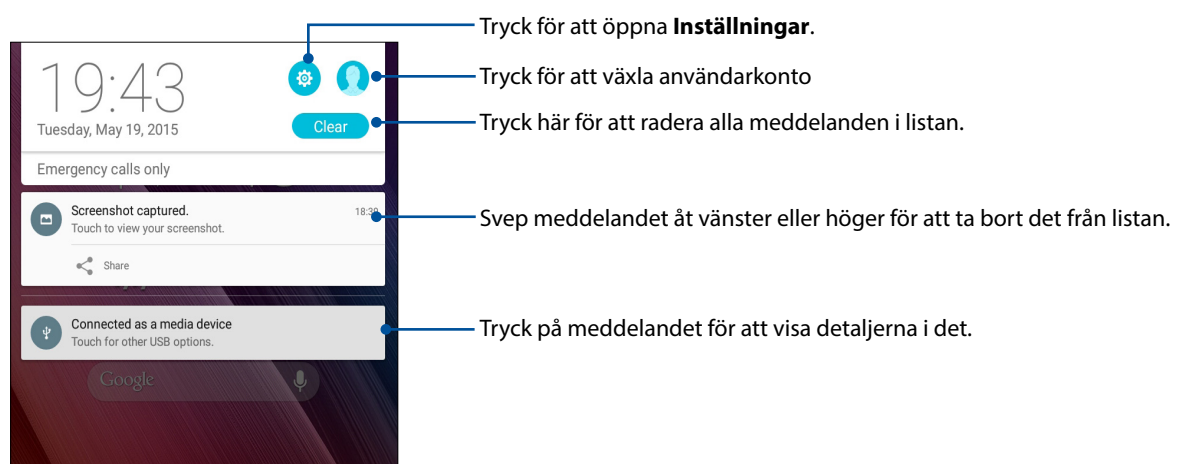 Tryck för att öppna Inställningar.
19:43
Tryck för att växla användarkonto
Tuesday, May 19, 2015
Clear
Tryck här för att radera alla meddelanden i listan.
Emergency calls only
Screenshot captured.
18:39
Svep meddelandet åt vänster eller höger för att ta bort det från listan.
Touch to view your screenshot.
Share
Connected as a media device
Tryck på meddelandet för att visa detaljerna i det.
Touch for other USB options.
Google